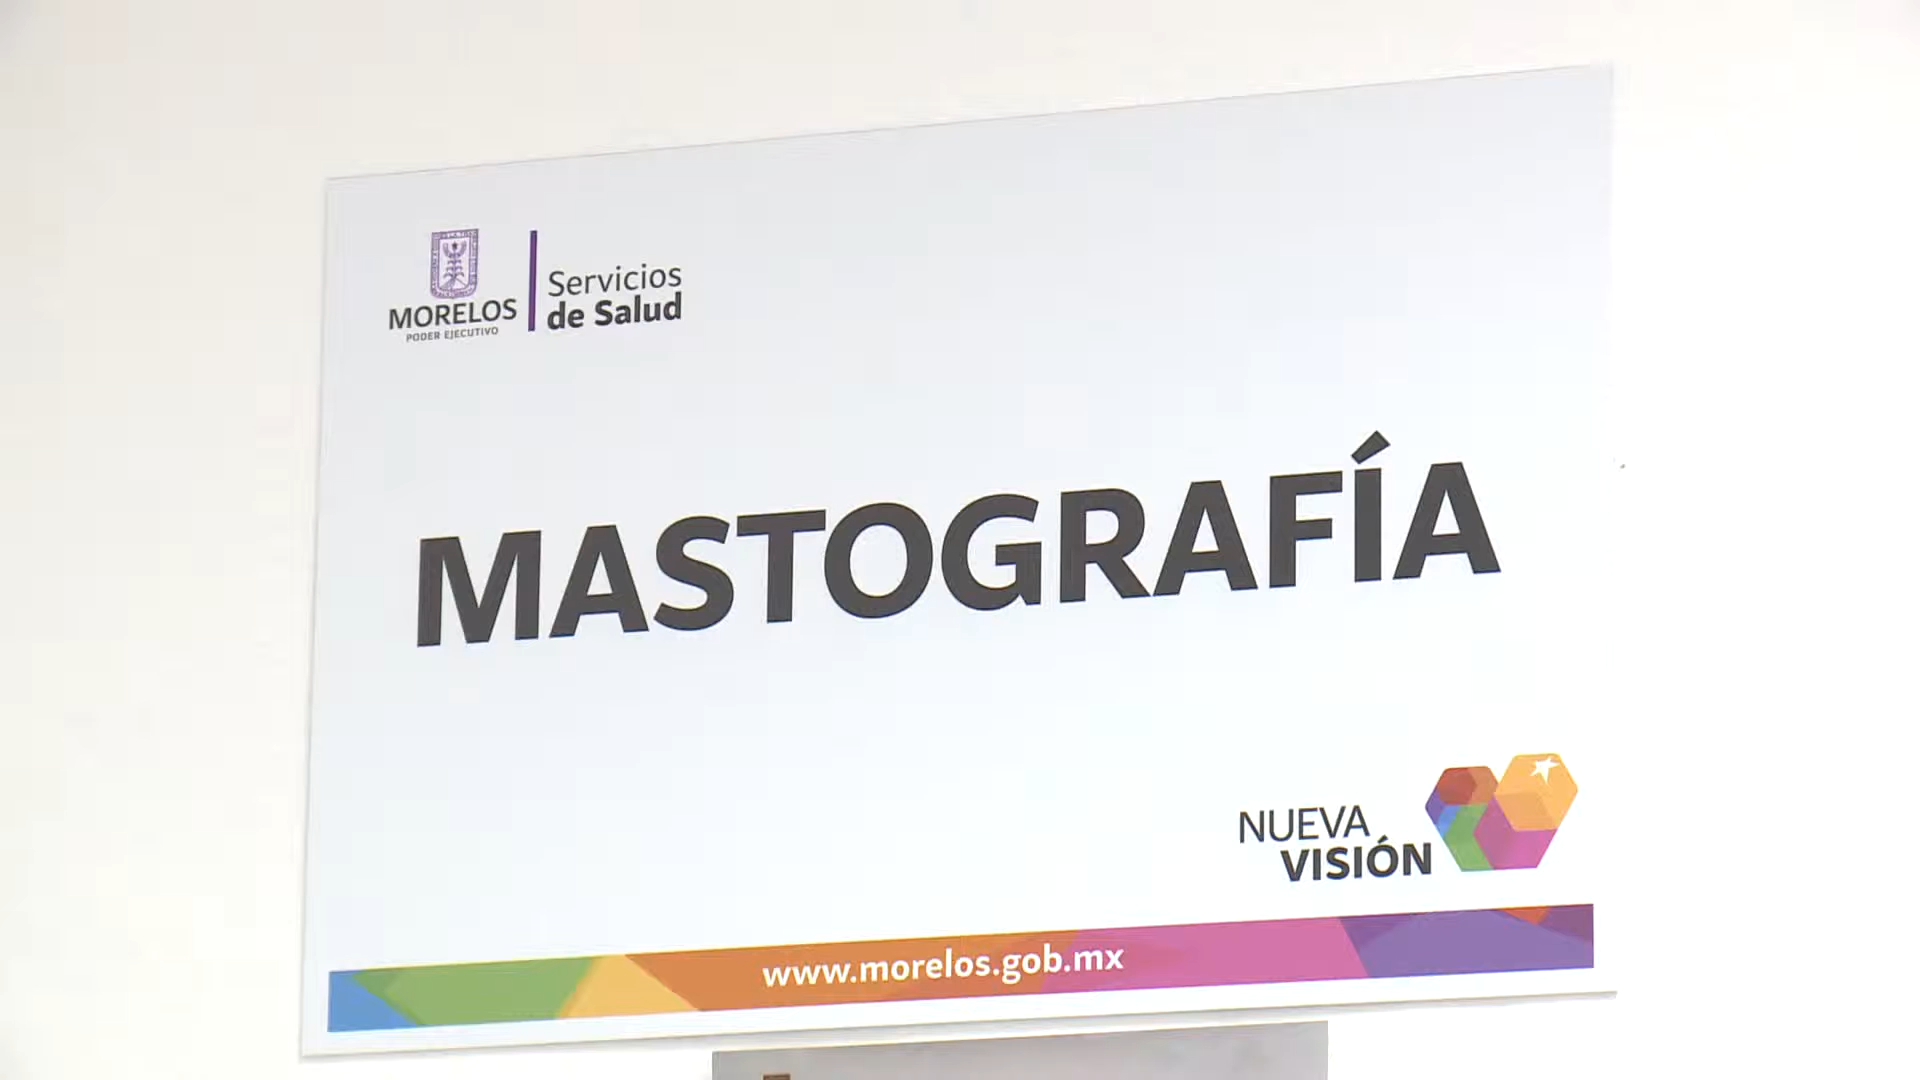 MORELOS
PODER EJECUTIVO
Servicios
de Salud
MASTOGRAFÍA
NUEVA
VISIÓN
www.morelos.gob.mx